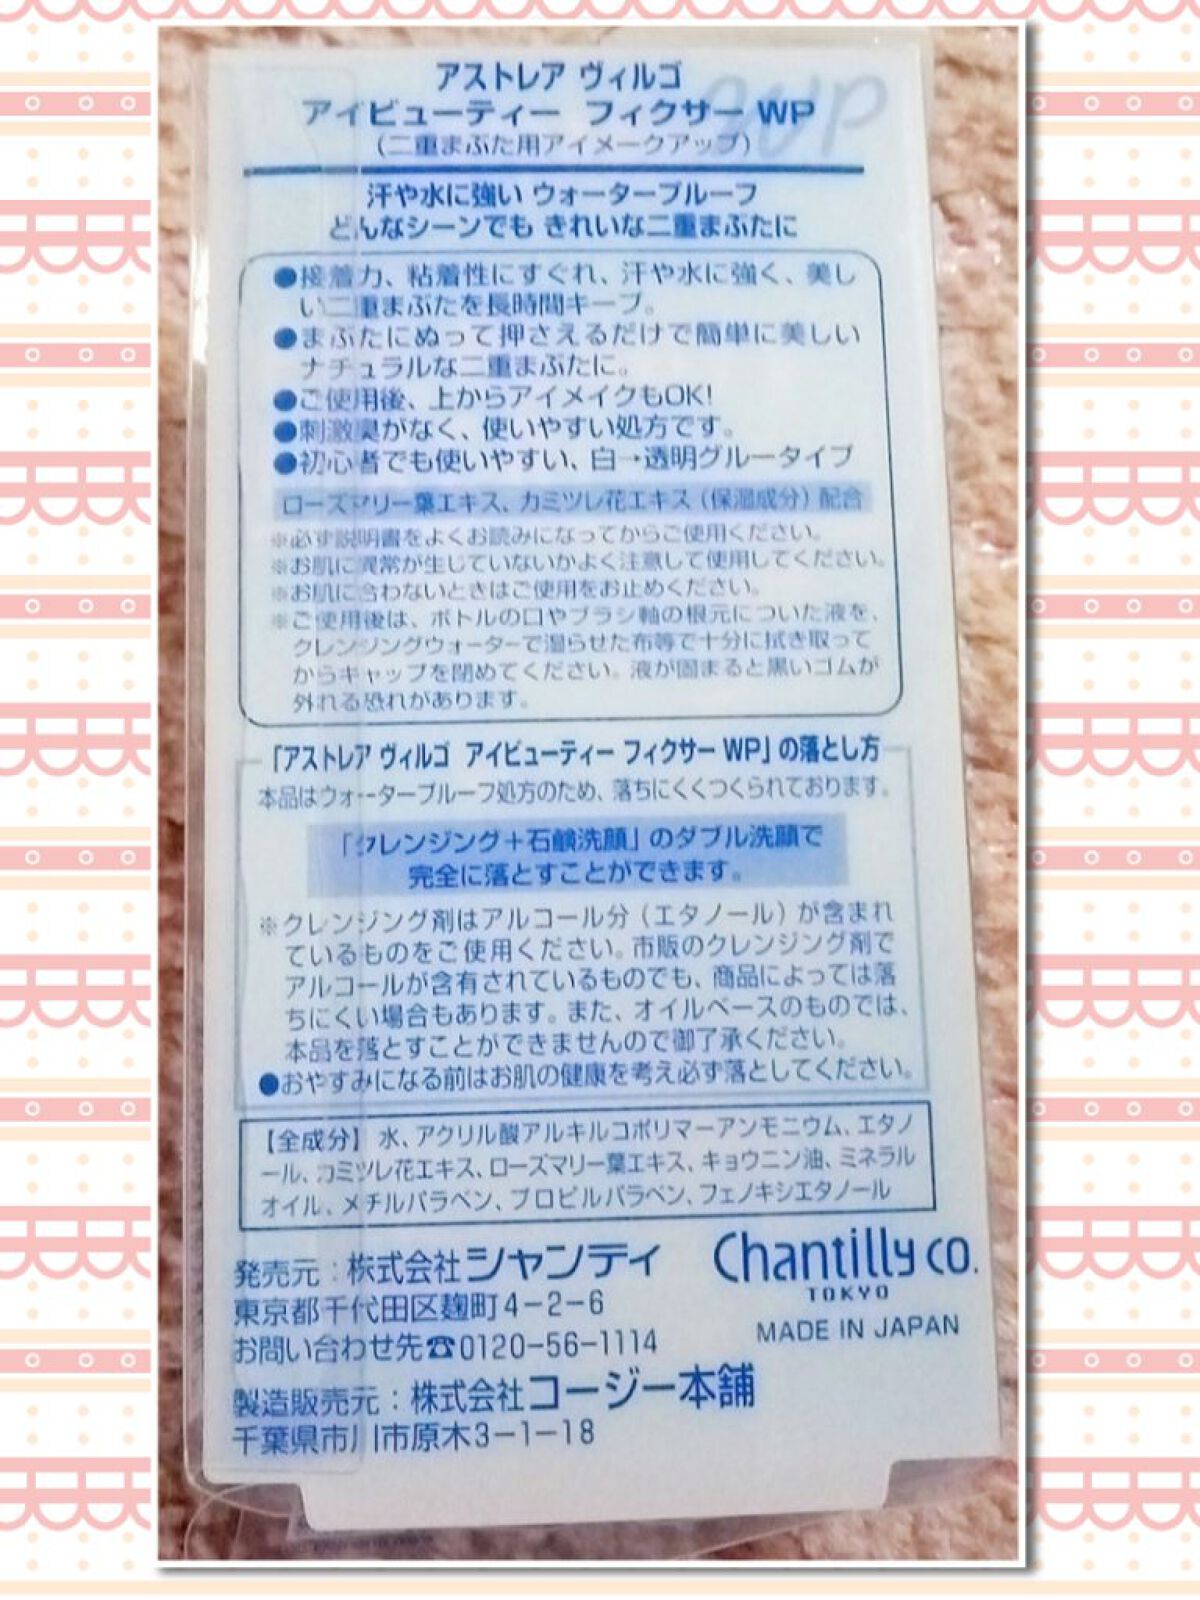 アストレア ヴィルゴ
アイビューティー フィクサー WP
(二重まぶた用アイメークアップ)
汗や水に強い ウォータープルーフ
どんなシーンでも きれいな二重まぶたに
●接着力、粘着性にすぐれ、汗や水に強く、美し
い二重まぶたを長時間キープ。
●まぶたにぬって押さえるだけで簡単に美しい
ナチュラルな二重まぶたに。
●ご使用後、上からアイメイクもOK!
●刺激臭がなく、使いやすい処方です。
●初心者でも使いやすい、白→透明グルータイプ
ローズマリー葉エキス、カミツレ花エキス(保湿成分)配合
※必ず説明書をよくお読みになってからご使用ください。
※お肌に異常が生じていないかよく注意して使用してください。
※お肌に合わないときはご使用をお止めください。
※ご使用後は、ボトルの口やブラシ軸の根元についた液を、
クレンジングウォーターで湿らせた布等で十分に拭き取って
からキャップを閉めてください。液が固まると黒いゴムが
外れる恐れがあります。
「アストレア ヴィルゴ アイビューティー フィクサー WP」の落とし方
本品はウォータープルーフ処方のため、落ちにくくつくられております。
「クレンジング+石鹸洗顔」のダブル洗顔で
完全に落とすことができます。
※クレンジング剤はアルコール分(エタノール)が含まれ
ているものをご使用ください。市販のクレンジング剤で
アルコールが含有されているものでも、商品によっては落
ちにくい場合もあります。また、オイルベースのものでは、
本品を落とすことができませんので御了承ください。
●おやすみになる前はお肌の健康を考え必ず落としてください。
【全成分】水、アクリル酸アルキルコポリマーアンモニウム、エタノ
ール、カミツレ花エキス、ローズマリー葉エキス、キョウニン油、ミネラル
オイル、メチルパラベン、プロピルパラベン、フェノキシエタノール
発売元:株式会社シャンティ
Chantilly CO.
TOKYO
東京都千代田区麹町4-2-6
お問い合わせ先☎0120-56-1114
MADE IN JAPAN
製造販売元:株式会社コージー本舗
千葉県市川市原木3-1-18